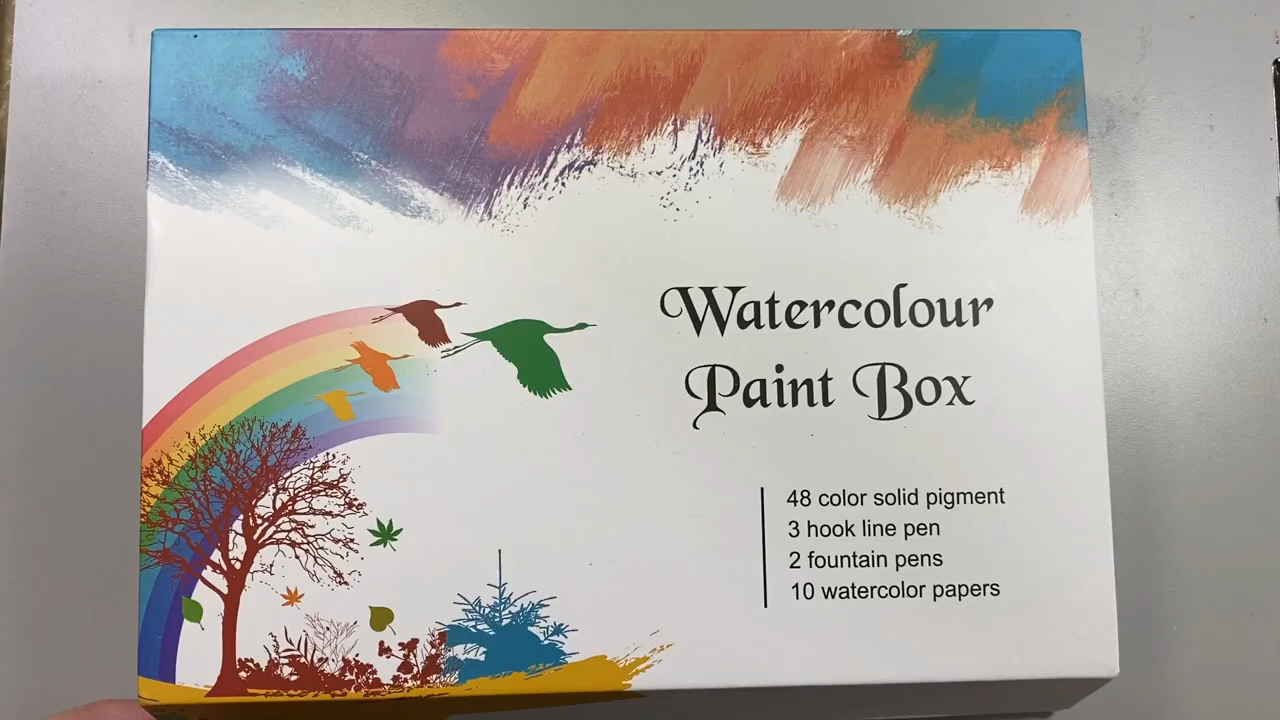 Watercolour
Paint Box
48 color solid pigment
3 hook line pen
2 fountain pens
10 watercolor papers